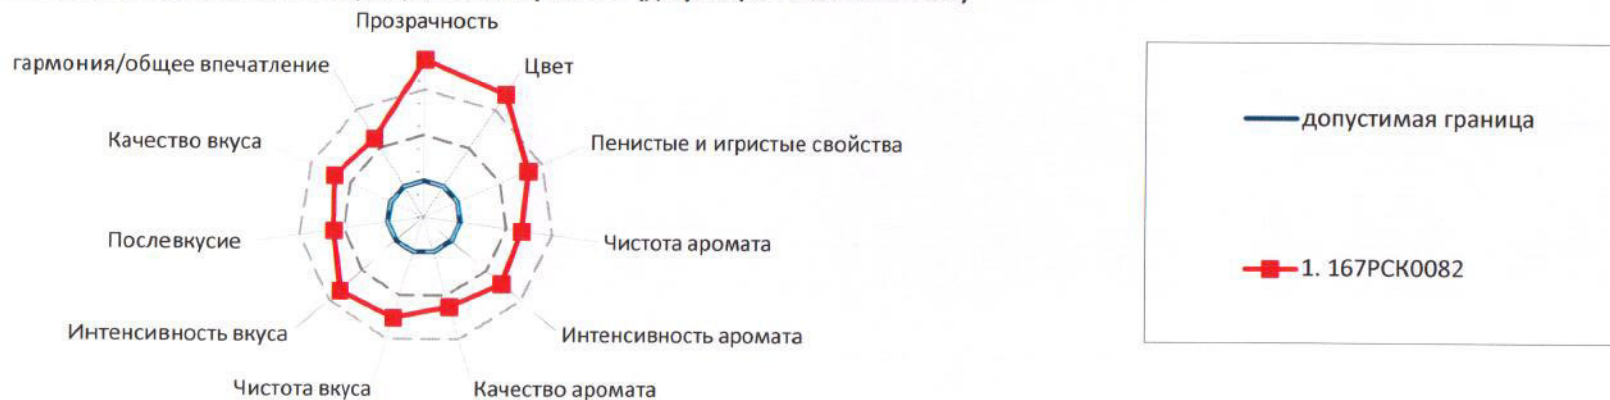 Прозрачность
гармония/общее впечатление
Цвет
Качество вкуса
Пенистые и игристые свойства
Послевкусие
Чистота аромата
Интенсивность вкуса
Интенсивность аромата
Чистота вкуса
Качество аромата
допустимая граница
1. 167РСК0082